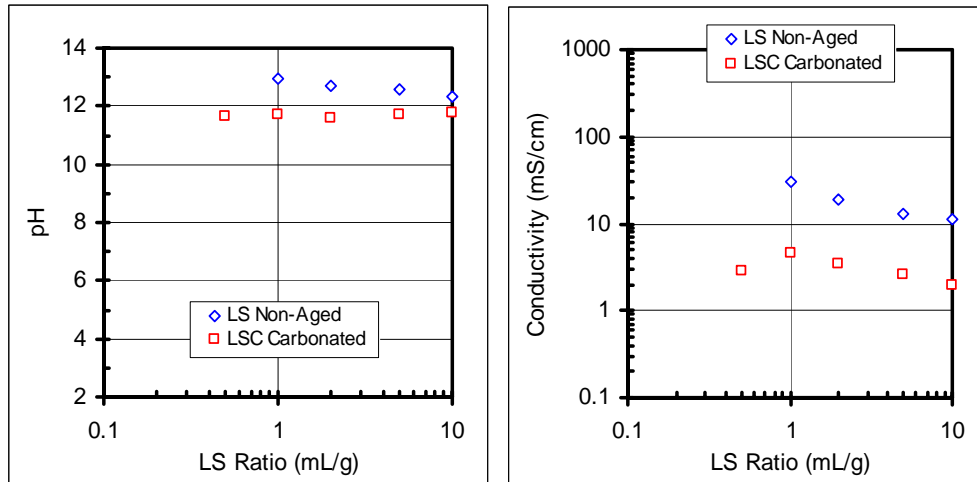 14
12
10
8
6
4
2
pH
LS Non-Aged
LSC Carbonated
0.1
1
10
LS Ratio (mL/g)
LS Non-Aged
LSC Carbonated
1000
100
10
1
0.1
Conductivity (mS/cm)
0.1
1
10
LS Ratio (mL/g)